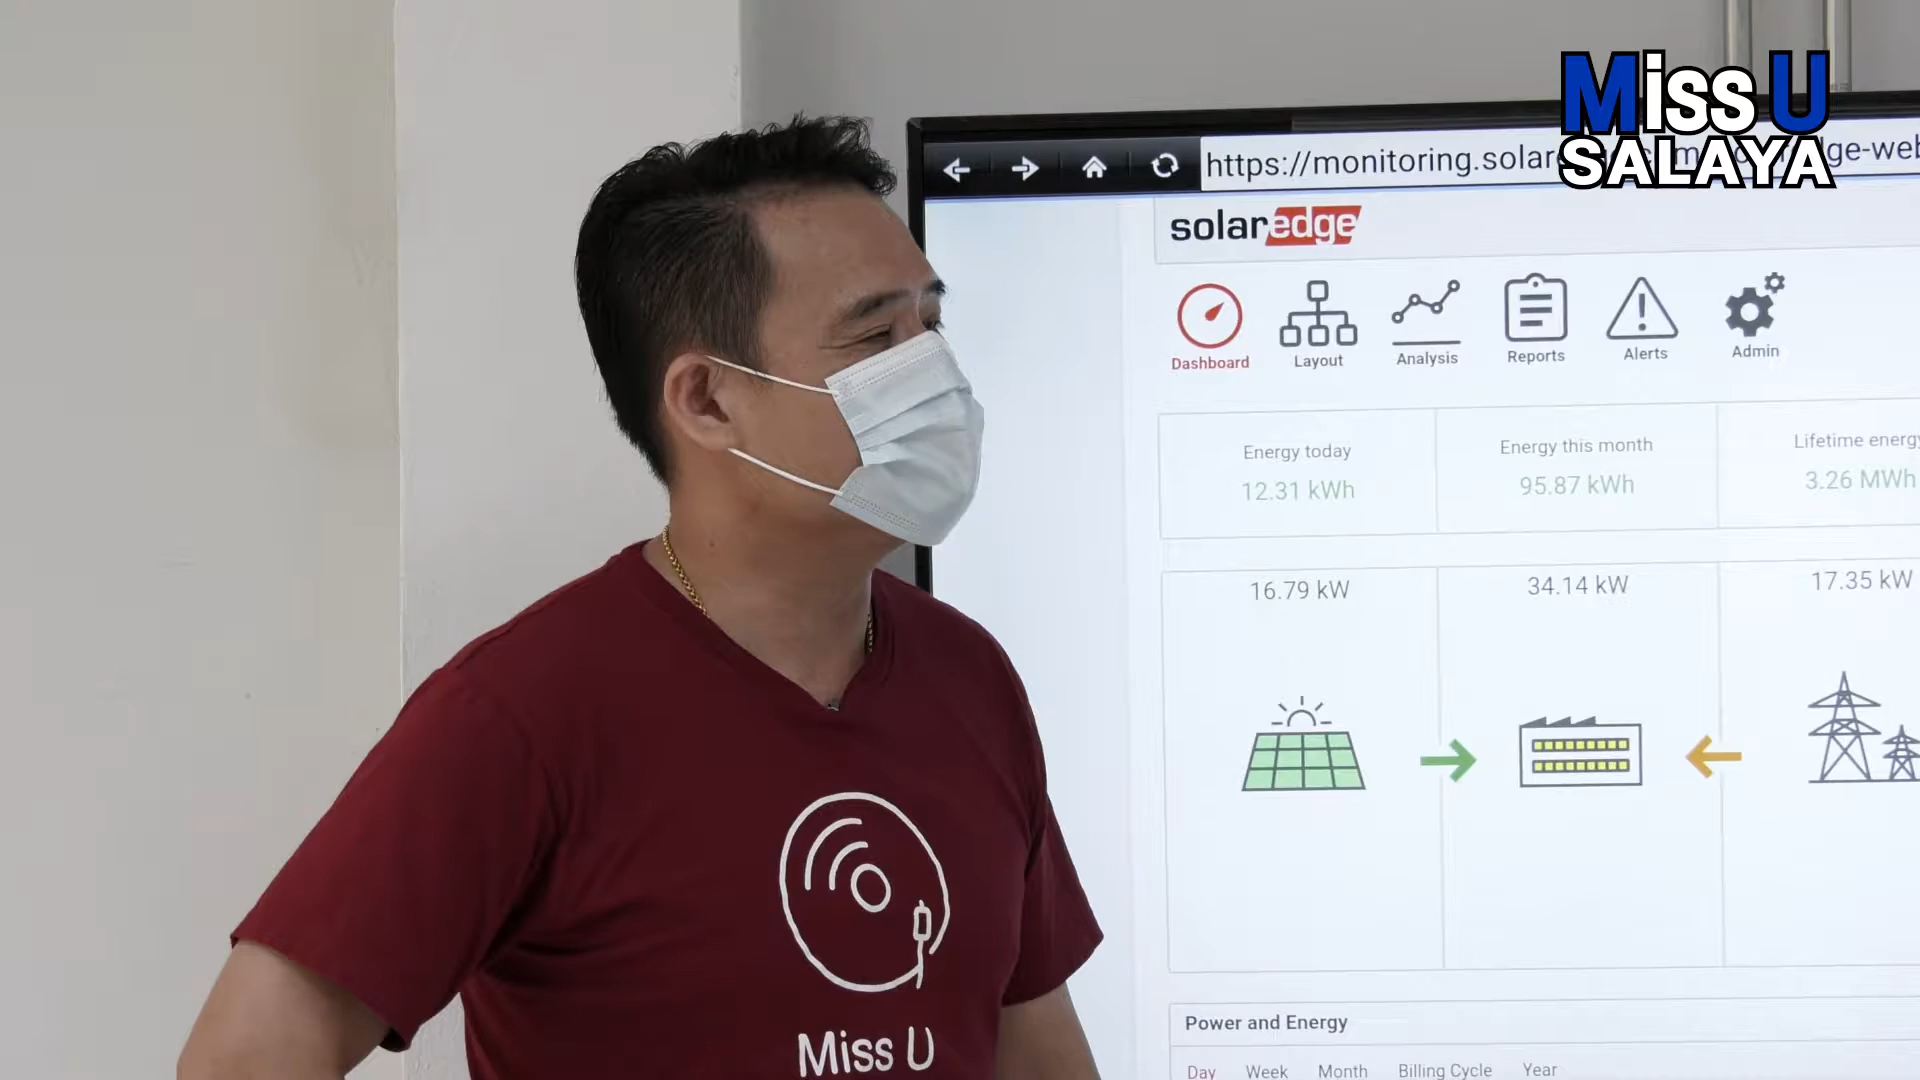 Miss U
SALAYA
https://monitoring.solar
solaredge
Dashboard
Layout
Analysis
Reports
Alerts
Admin
Energy today
12.31 kWh
Energy this month
95.87 kWh
Lifetime energy
3.26 MWh
16.79 kW
34.14 kW
17.35 kW
Power and Energy
Day Week Month Billing Cycle Year
Miss U